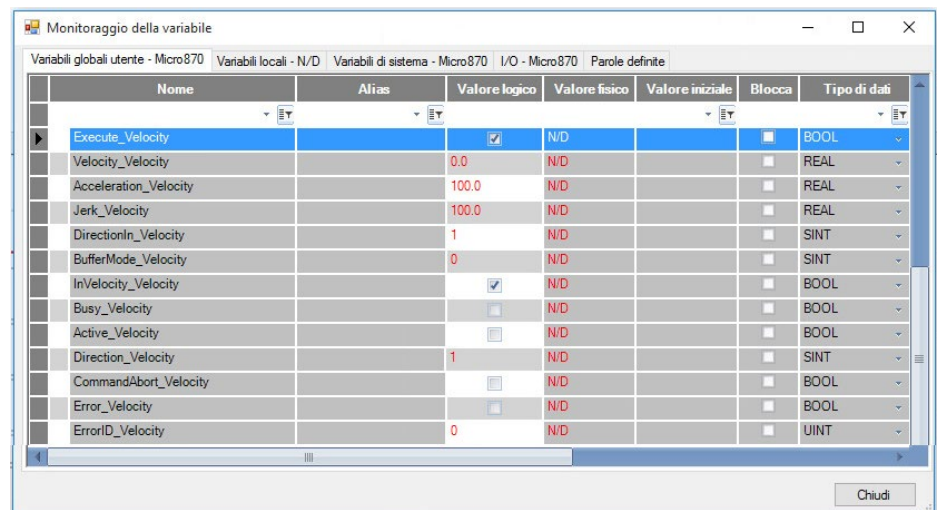 Monitoraggio della variabile
Variabili globali utente - Micro870 Variabili locali - N/D Variabili di sistema - Micro870 I/O - Micro870 Parole definite
Nome Alias Valore logico Valore fisico Valore iniziale Blocca Tipo di dati
Execute_Velocity N/D BOOL
Velocity_Velocity 0.0 N/D REAL
Acceleration_Velocity 100.0 N/D REAL
Jerk_Velocity 100.0 N/D REAL
DirectionIn_Velocity 1 N/D SINT
BufferMode_Velocity 0 N/D SINT
InVelocity_Velocity N/D BOOL
Busy_Velocity N/D BOOL
Active_Velocity N/D BOOL
Direction_Velocity 1 N/D SINT
CommandAbort_Velocity N/D BOOL
Error_Velocity N/D BOOL
ErrorID_Velocity 0 N/D UINT
Chiudi